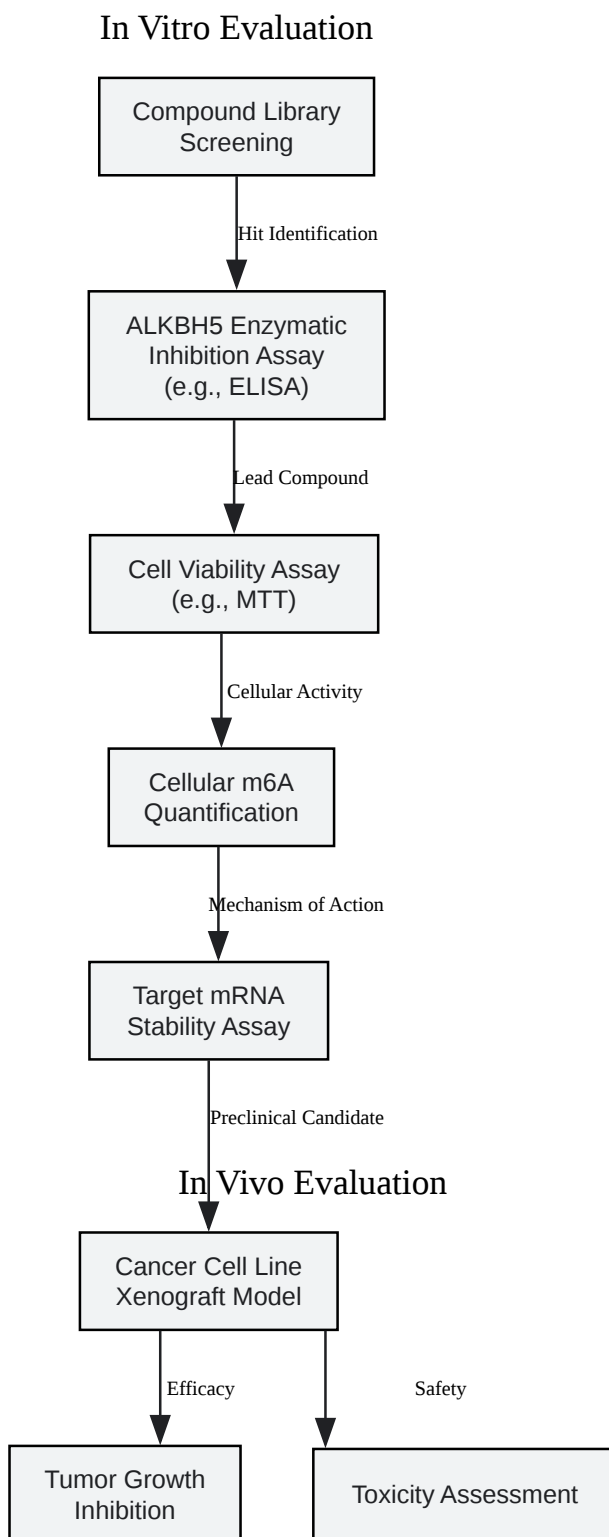 In Vitro Evaluation
Compound Library
Screening
Hit Identification
ALKBH5 Enzymatic
Inhibition Assay
(e.g., ELISA)
Lead Compound
Cell Viability Assay
(e.g., MTT)
Cellular Activity
Cellular m6A
Quantification
Mechanism of Action
Target mRNA
Stability Assay
Preclinical Candidate
In Vivo Evaluation
Cancer Cell Line
Xenograft Model
Efficacy
Safety
Tumor Growth
Inhibition
Toxicity Assessment